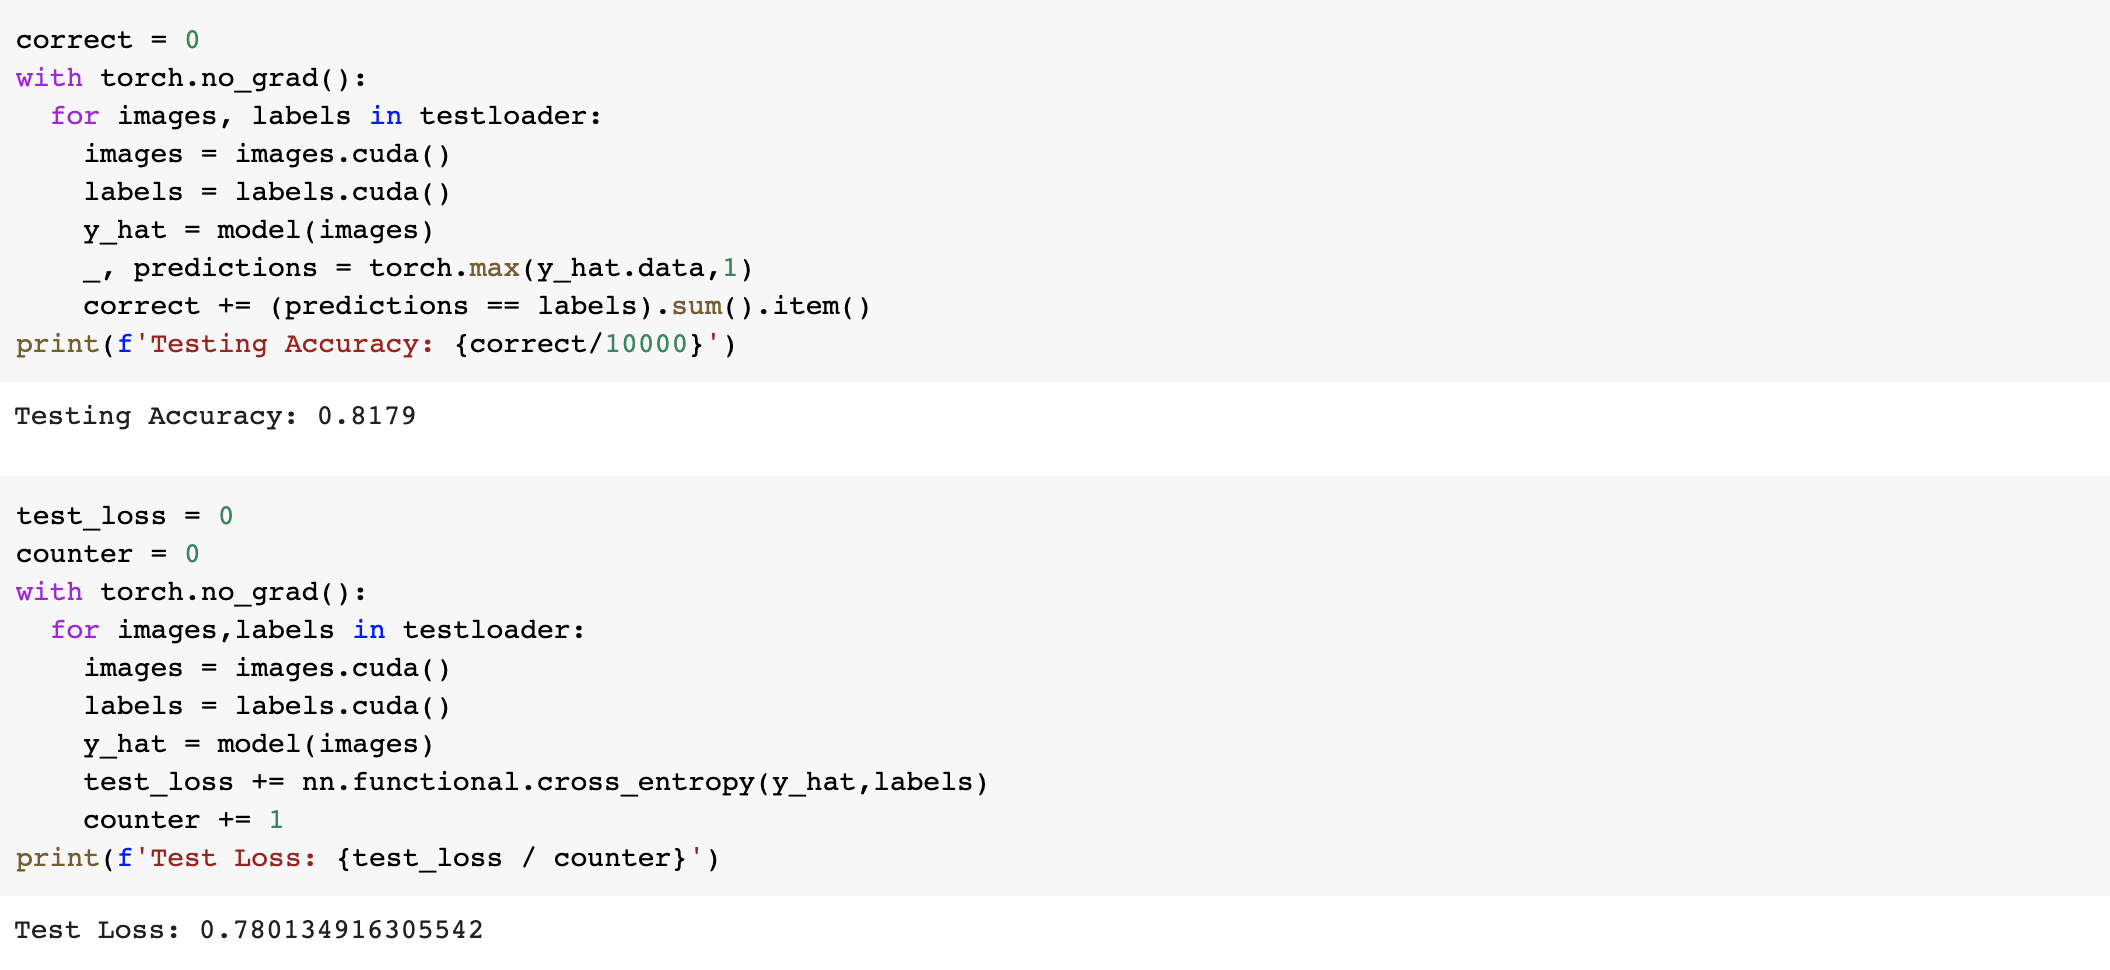 correct = 0
with torch.no_grad():
  for images, labels in testloader:
    images = images.cuda()
    labels = labels.cuda()
    y_hat = model(images)
    _, predictions = torch.max(y_hat.data,1)
    correct += (predictions == labels).sum().item()
print(f'Testing Accuracy: {correct/10000}')
Testing Accuracy: 0.8179
test_loss = 0
counter = 0
with torch.no_grad():
  for images,labels in testloader:
    images = images.cuda()
    labels = labels.cuda()
    y_hat = model(images)
    test_loss += nn.functional.cross_entropy(y_hat,labels)
    counter += 1
print(f'Test Loss: {test_loss / counter}')
Test Loss: 0.780134916305542